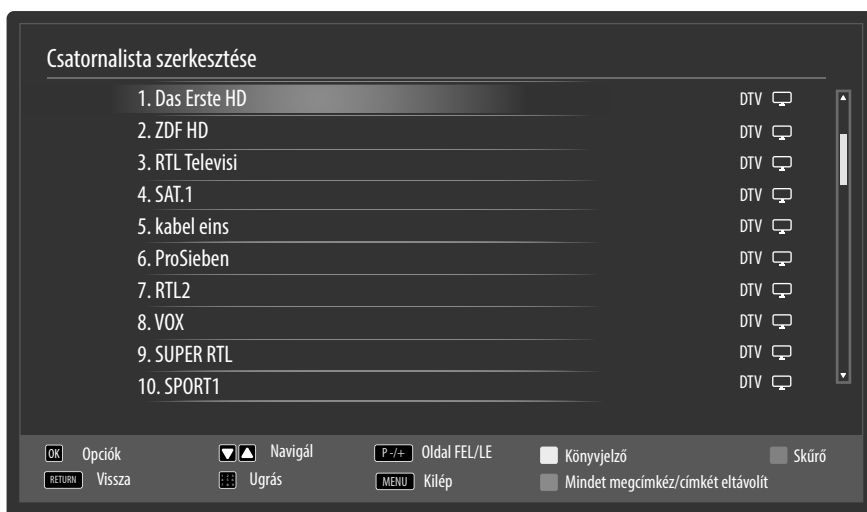 Csatornalista szerkesztése
1. Das Erste HD DTV
2. ZDF HD DTV
3. RTL Televisi DTV
4. SAT.1 DTV
5. kabel eins DTV
6. ProSieben DTV
7. RTL2 DTV
8. VOX DTV
9. SUPER RTL DTV
10. SPORT1 DTV
OK Opciók Navigál P -/+ Oldal FEL/LE Könyvjelző Skűrő
RETURN Vissza Ugrás MENU Kilép Mindet megcímkéz/címkét eltávolít